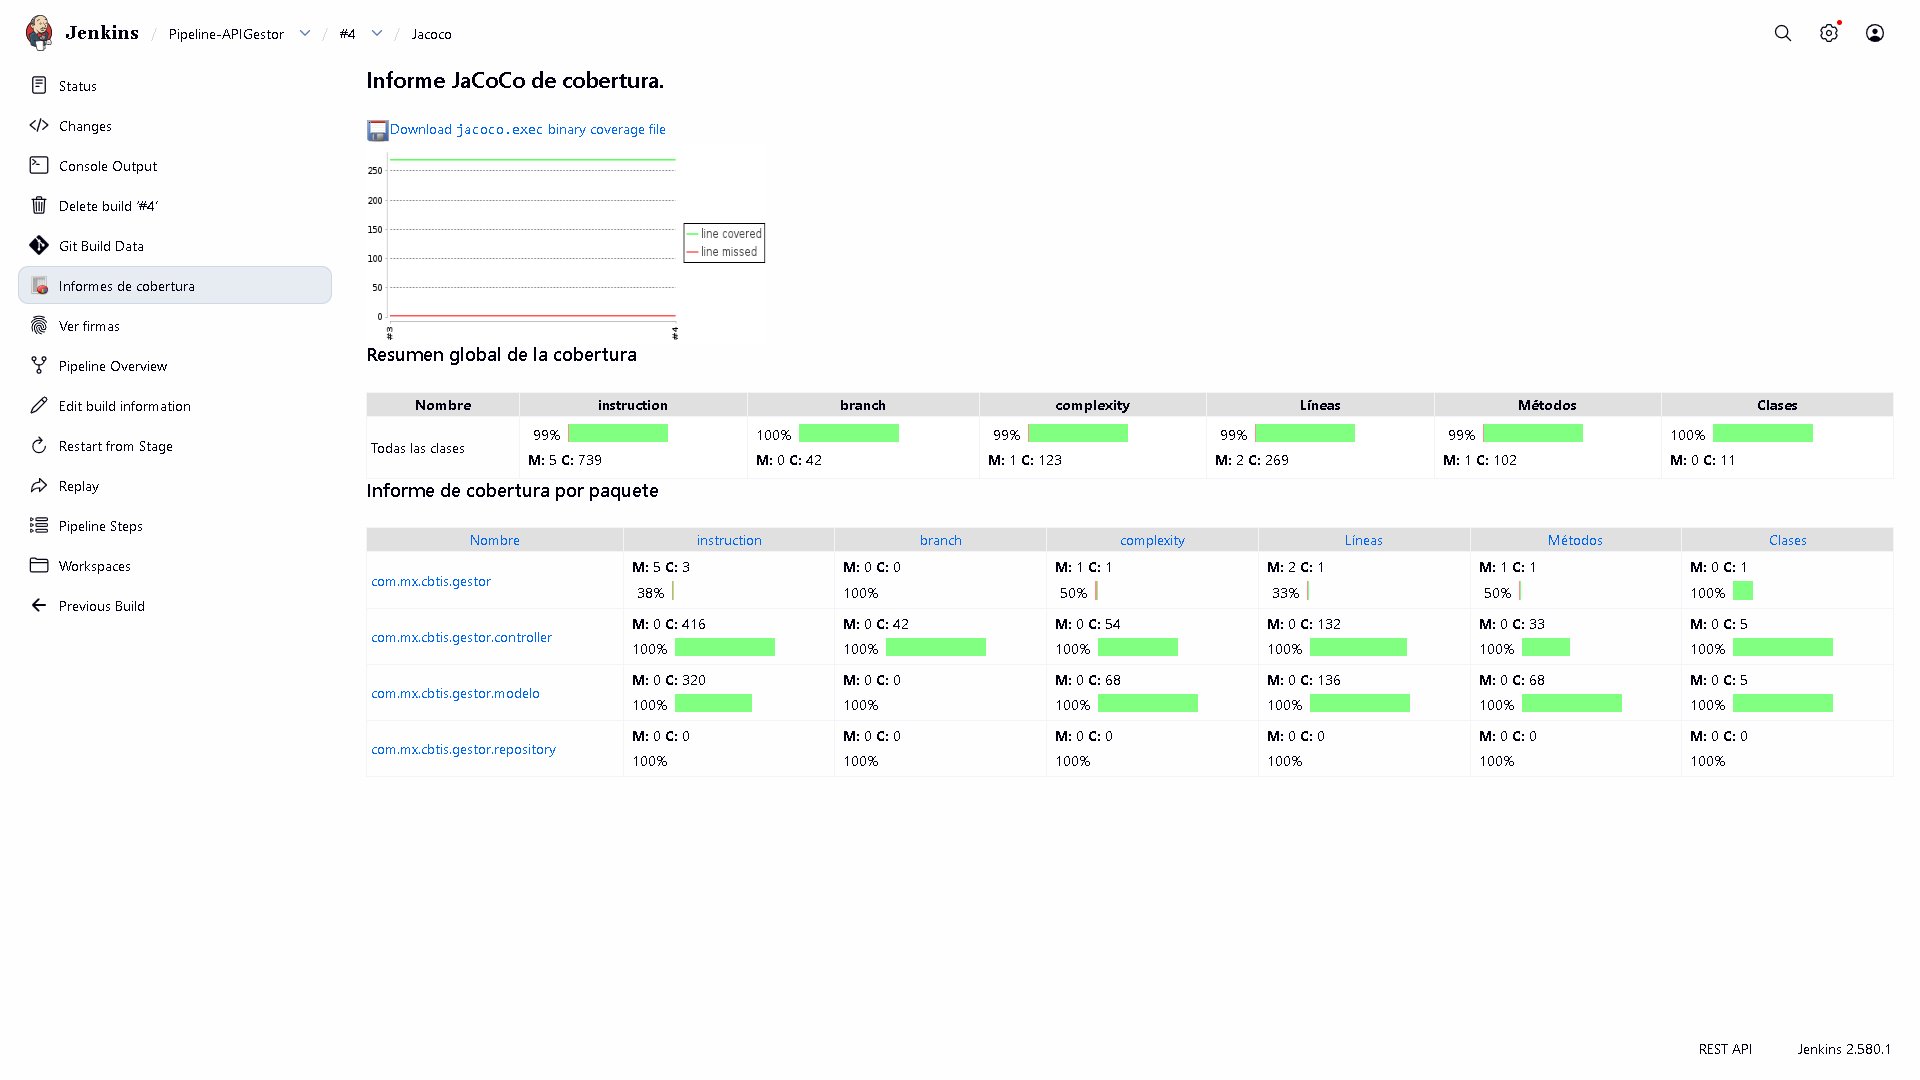 Jenkins / Pipeline-APIGestor / #4 / Jacoco
Status
Changes
Console Output
Delete build ‘#4’
Git Build Data
Informes de cobertura
Ver firmas
Pipeline Overview
Edit build information
Restart from Stage
Replay
Pipeline Steps
Workspaces
Previous Build
Informe JaCoCo de cobertura.
Download jacoco.exec binary coverage file
250
200
150
100
50
0
#3 #4
line covered
line missed
Resumen global de la cobertura
Nombre instruction branch complexity Líneas Métodos Clases
Todas las clases
99% 100% 99% 99% 99% 100%
M: 5 C: 739 M: 0 C: 42 M: 1 C: 123 M: 2 C: 269 M: 1 C: 102 M: 0 C: 11
Informe de cobertura por paquete
Nombre instruction branch complexity Líneas Métodos Clases
com.mx.cbtis.gestor
M: 5 C: 3 M: 0 C: 0 M: 1 C: 1 M: 2 C: 1 M: 1 C: 1 M: 0 C: 1
38% 100% 50% 33% 50% 100%
com.mx.cbtis.gestor.controller
M: 0 C: 416 M: 0 C: 42 M: 0 C: 54 M: 0 C: 132 M: 0 C: 33 M: 0 C: 5
100% 100% 100% 100% 100% 100%
com.mx.cbtis.gestor.modelo
M: 0 C: 320 M: 0 C: 0 M: 0 C: 68 M: 0 C: 136 M: 0 C: 68 M: 0 C: 5
100% 100% 100% 100% 100% 100%
com.mx.cbtis.gestor.repository
M: 0 C: 0 M: 0 C: 0 M: 0 C: 0 M: 0 C: 0 M: 0 C: 0 M: 0 C: 0
100% 100% 100% 100% 100% 100%
REST API Jenkins 2.580.1